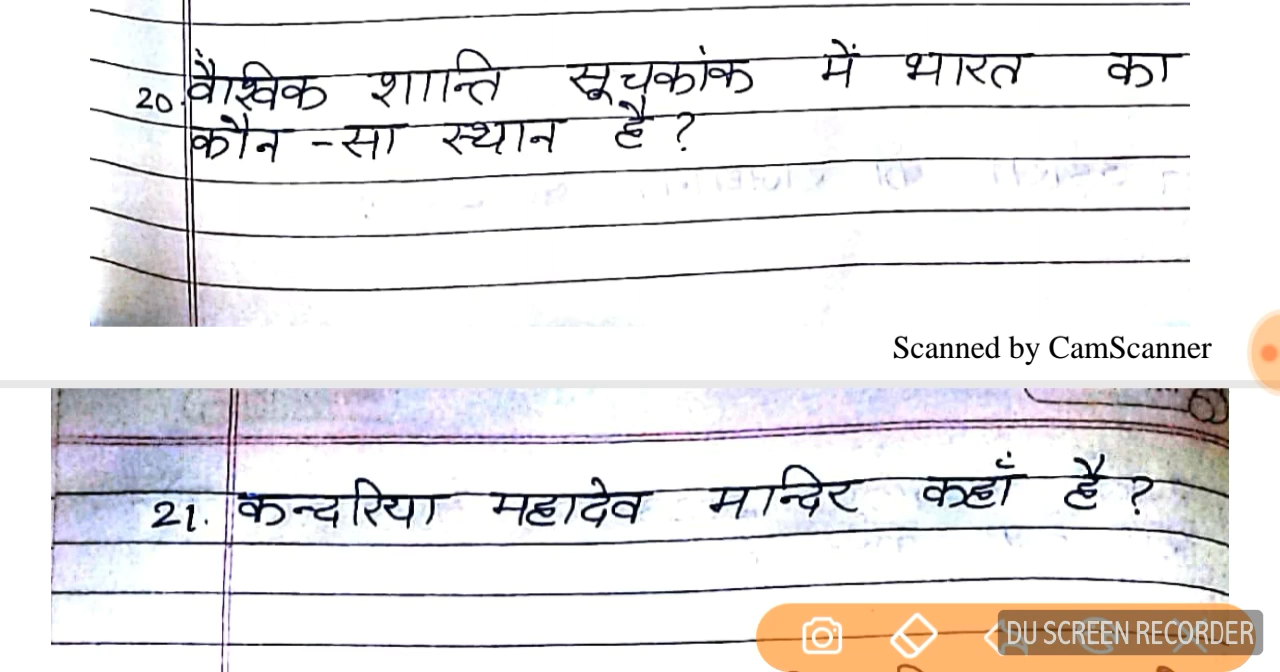 20. वैश्विक शान्ति सूचकांक में भारत का
कौन-सा स्थान है?
Scanned by CamScanner
21. कन्दरिया महादेव मन्दिर कहाँ है?
DU SCREEN RECORDER